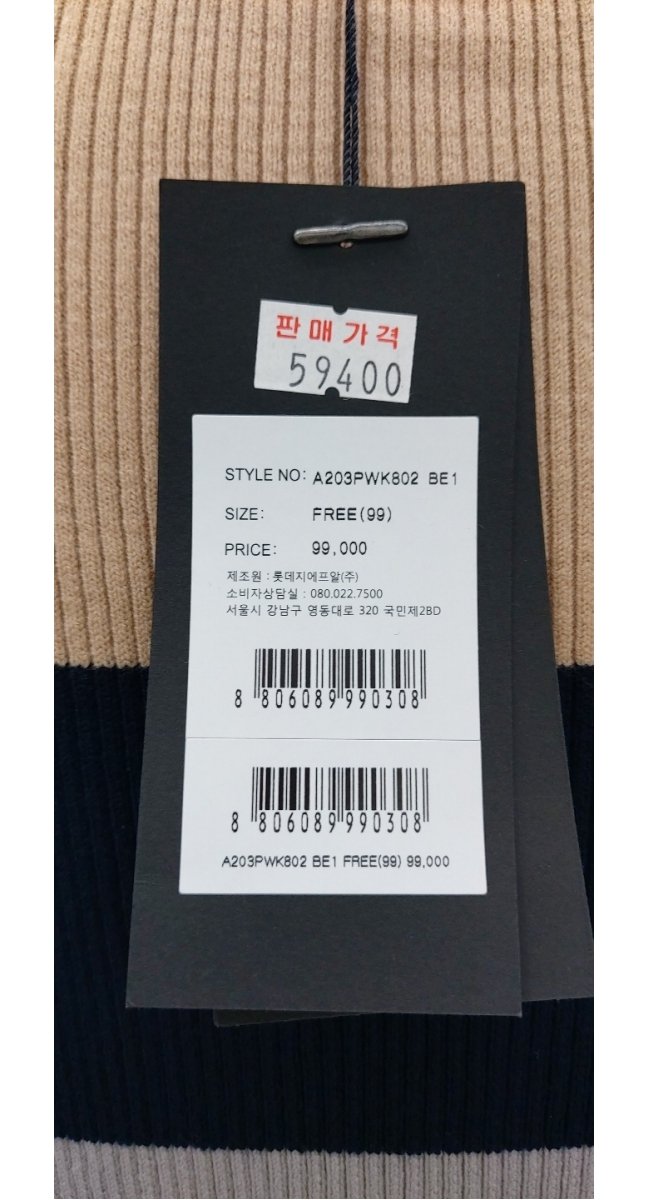 판매가격
59400
STYLE NO: A203PWK802 BE1
SIZE: FREE(99)
PRICE: 99,000
제조원 : 롯데지에프알(주)
소비자상담실 : 080.022.7500
서울시 강남구 영동대로 320 국민제2BD
8 806089 990308
8 806089 990308
A203PWK802 BE1 FREE(99) 99,000